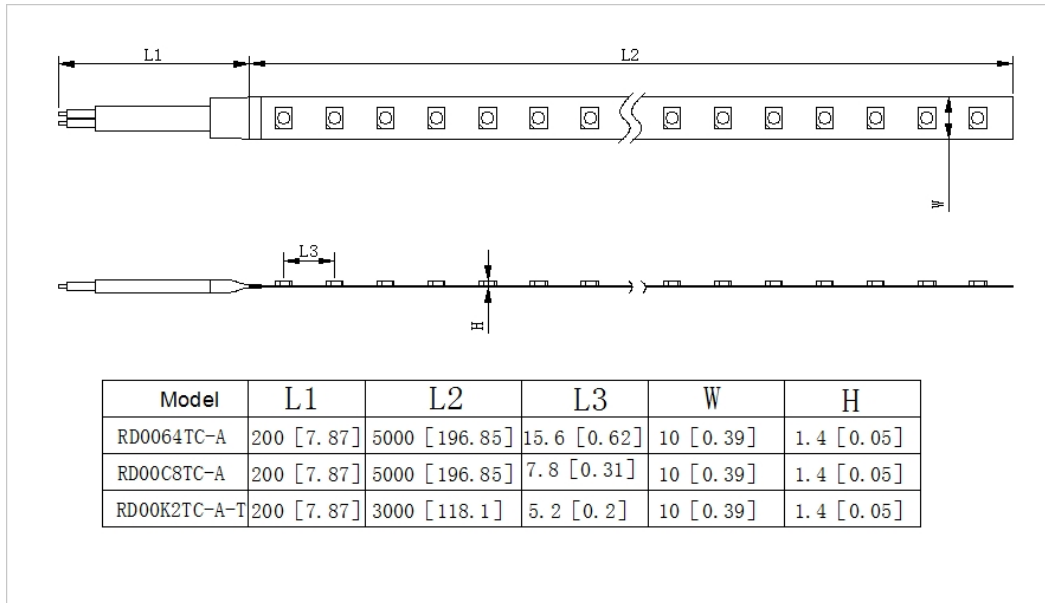 L1 L2
W
L3
H
Model L1 L2 L3 W H
RD0064TC-A 200 [7.87] 5000 [196.85] 15.6 [0.62] 10 [0.39] 1.4 [0.05]
RD00C8TC-A 200 [7.87] 5000 [196.85] 7.8 [0.31] 10 [0.39] 1.4 [0.05]
RD00K2TC-A-T 200 [7.87] 3000 [118.1] 5.2 [0.2] 10 [0.39] 1.4 [0.05]